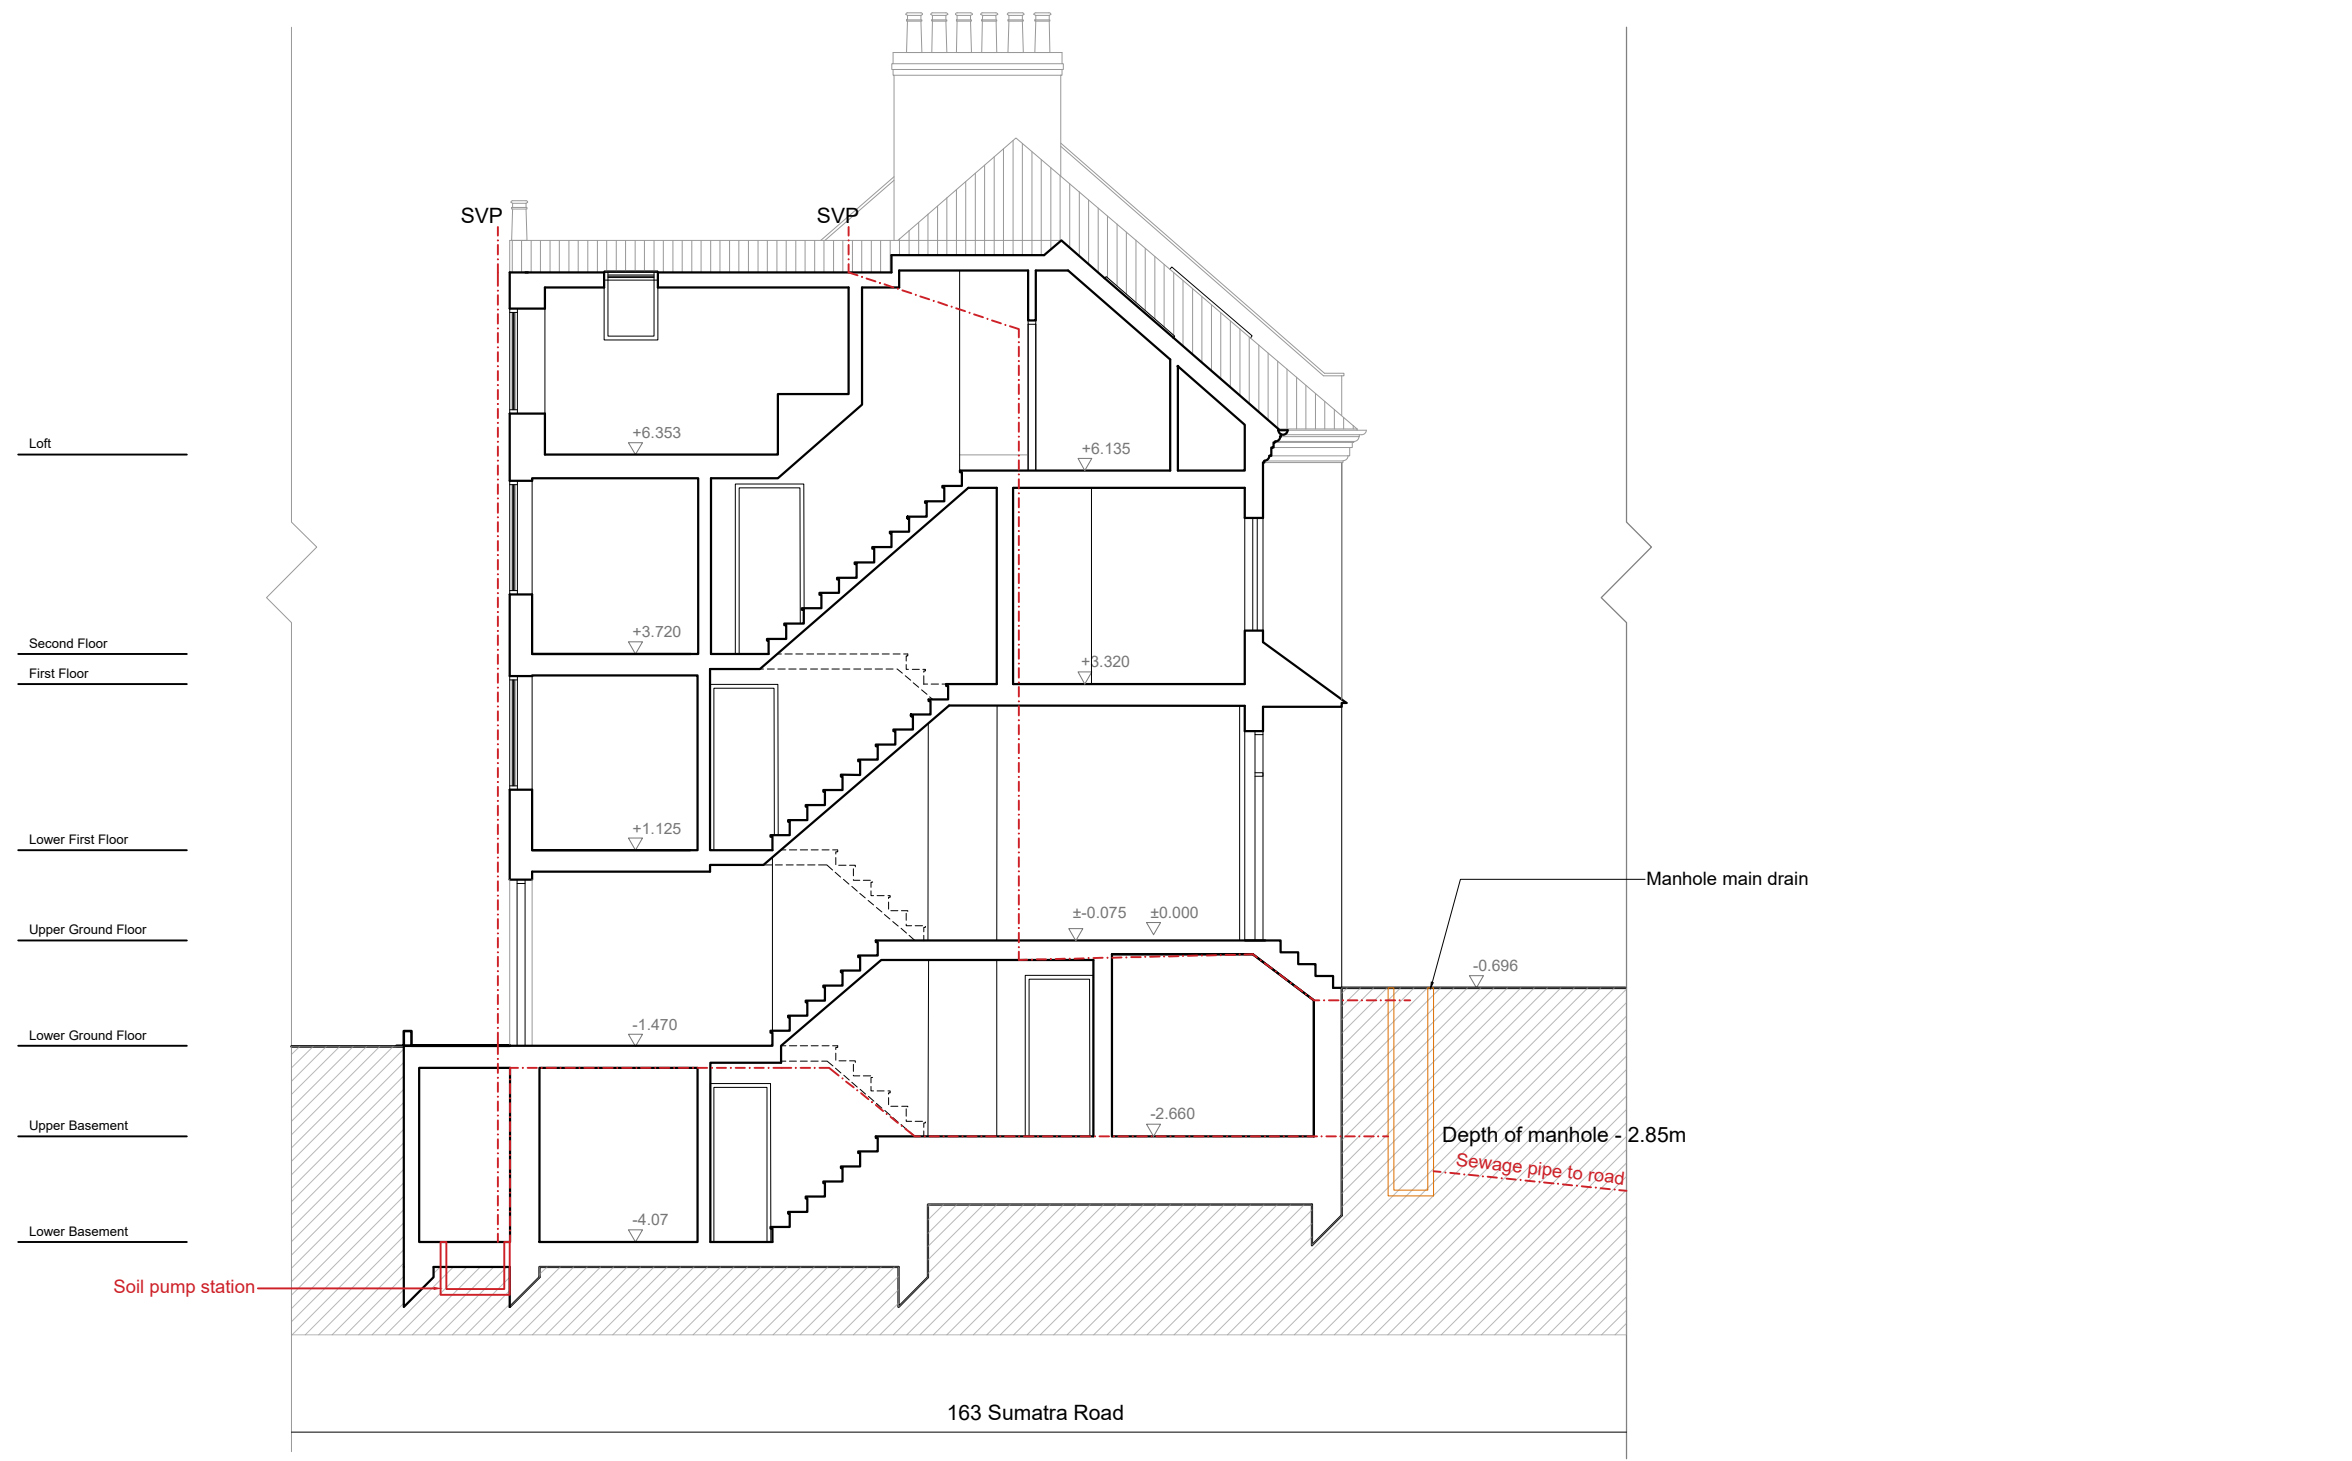 SVP
SVP
Loft
+6.353
+6.135
Second Floor
+3.720
First Floor
+3.320
Lower First Floor
+1.125
Manhole main drain
Upper Ground Floor
±-0.075
±0.000
-0.696
Lower Ground Floor
-1.470
Upper Basement
-2.660
Depth of manhole - 2.85m
Sewage pipe to road
Lower Basement
-4.07
Soil pump station
163 Sumatra Road